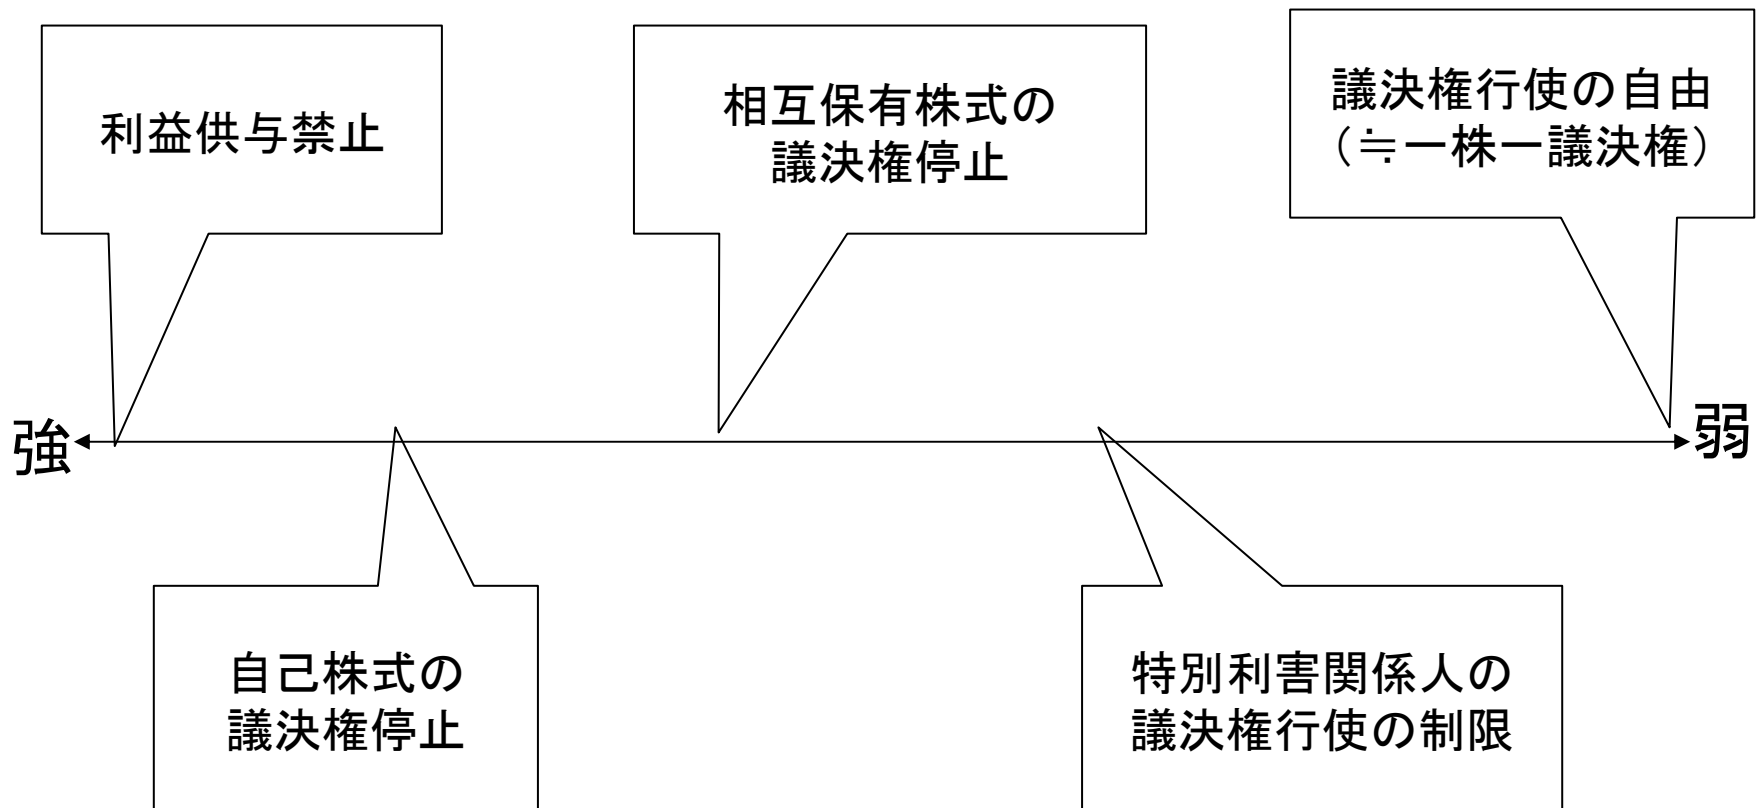 利益供与禁止
相互保有株式の
議決権停止
議決権行使の自由
（≒一株一議決権）
強
弱
自己株式の
議決権停止
特別利害関係人の
議決権行使の制限